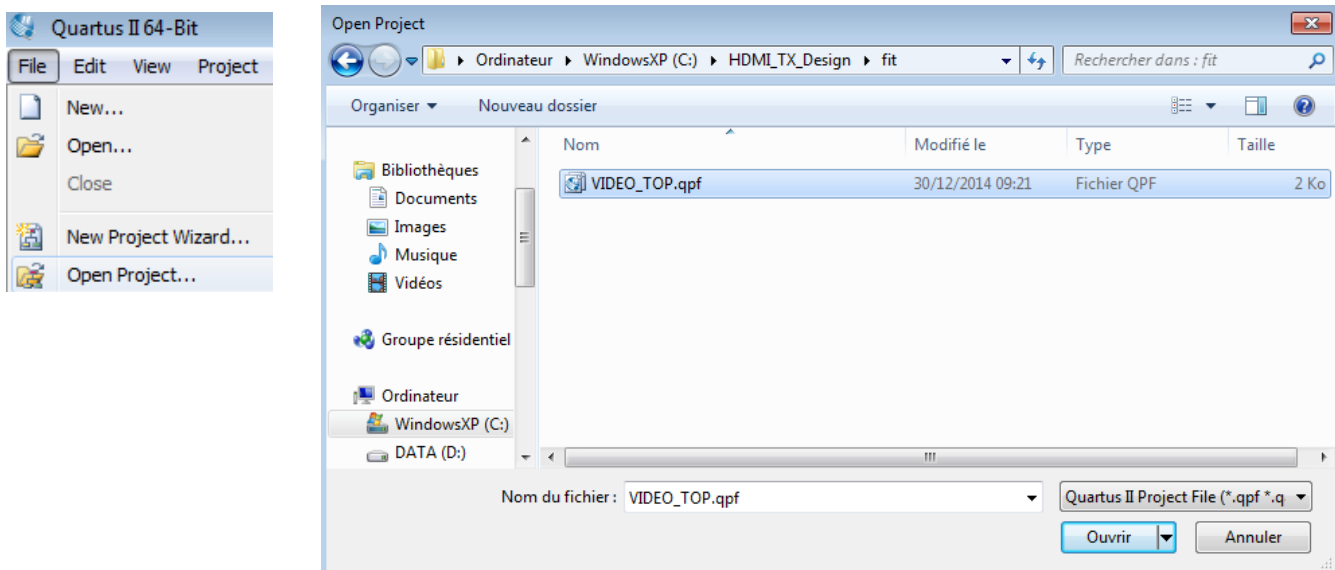 Quartus II 64-Bit
File Edit View Project
New...
Open...
Close
New Project Wizard...
Open Project...
Open Project
Ordinateur WindowsXP (C:) HDMI_TX_Design fit
Rechercher dans : fit
Organiser Nouveau dossier
Nom Modifié le Type Taille
VIDEO_TOP.qpf 30/12/2014 09:21 Fichier QPF 2 Ko
Bibliothèques
Documents
Images
Musique
Vidéos
Groupe résidentiel
Ordinateur
WindowsXP (C:)
DATA (D:)
Nom du fichier : VIDEO_TOP.qpf Quartus II Project File (*.qpf *.q
Ouvrir Annuler